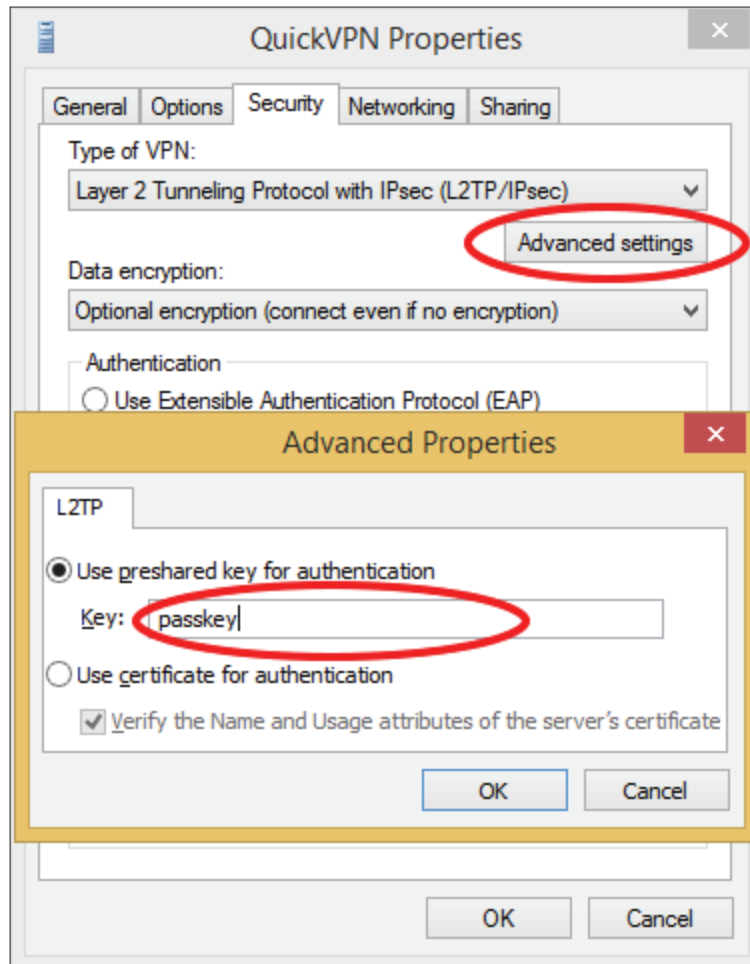 QuickVPN Properties
General Options Security Networking Sharing
Type of VPN:
Layer 2 Tunneling Protocol with IPsec (L2TP/IPsec)
Advanced settings
Data encryption:
Optional encryption (connect even if no encryption)
Authentication
Use Extensible Authentication Protocol (EAP)
Advanced Properties
L2TP
Use preshared key for authentication
Key: passkey
Use certificate for authentication
Verify the Name and Usage attributes of the server's certificate
OK Cancel
OK Cancel